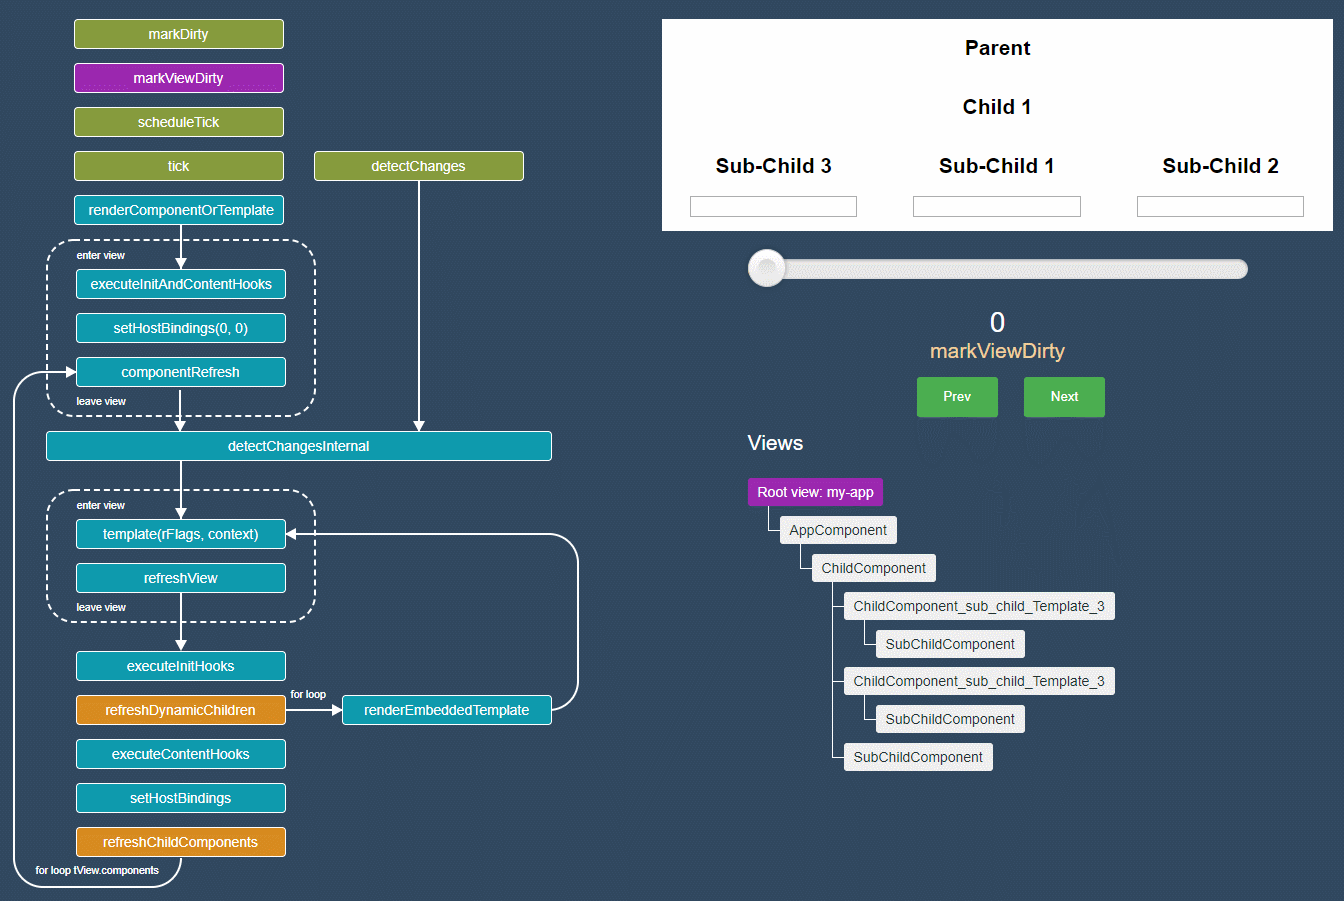 markDirty
markViewDirty
scheduleTick
tick
detectChanges
renderComponentOrTemplate
enter view
executeInitAndContentHooks
setHostBindings(0, 0)
componentRefresh
leave view
detectChangesInternal
enter view
template(rFlags, context)
refreshView
leave view
executeInitHooks
refreshDynamicChildren
for loop
renderEmbeddedTemplate
executeContentHooks
setHostBindings
refreshChildComponents
for loop tView.components
Parent
Child 1
Sub-Child 3
Sub-Child 1
Sub-Child 2
0
markViewDirty
Prev
Next
Views
Root view: my-app
AppComponent
ChildComponent
ChildComponent_sub_child_Template_3
SubChildComponent
ChildComponent_sub_child_Template_3
SubChildComponent
SubChildComponent